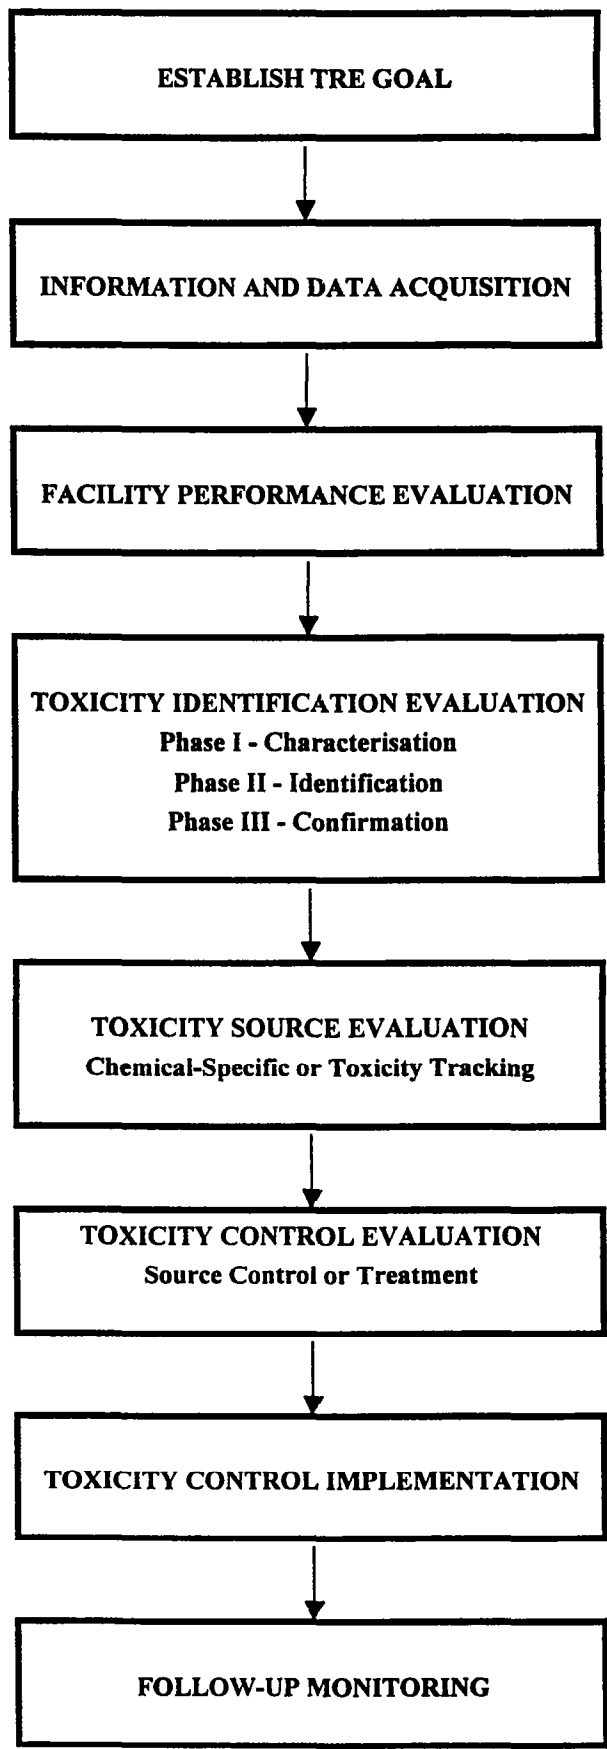 ESTABLISH TRE GOAL
INFORMATION AND DATA ACQUISITION
FACILITY PERFORMANCE EVALUATION
TOXICITY IDENTIFICATION EVALUATION
Phase I - Characterisation
Phase II - Identification
Phase III - Confirmation
TOXICITY SOURCE EVALUATION
Chemical-Specific or Toxicity Tracking
TOXICITY CONTROL EVALUATION
Source Control or Treatment
TOXICITY CONTROL IMPLEMENTATION
FOLLOW-UP MONITORING